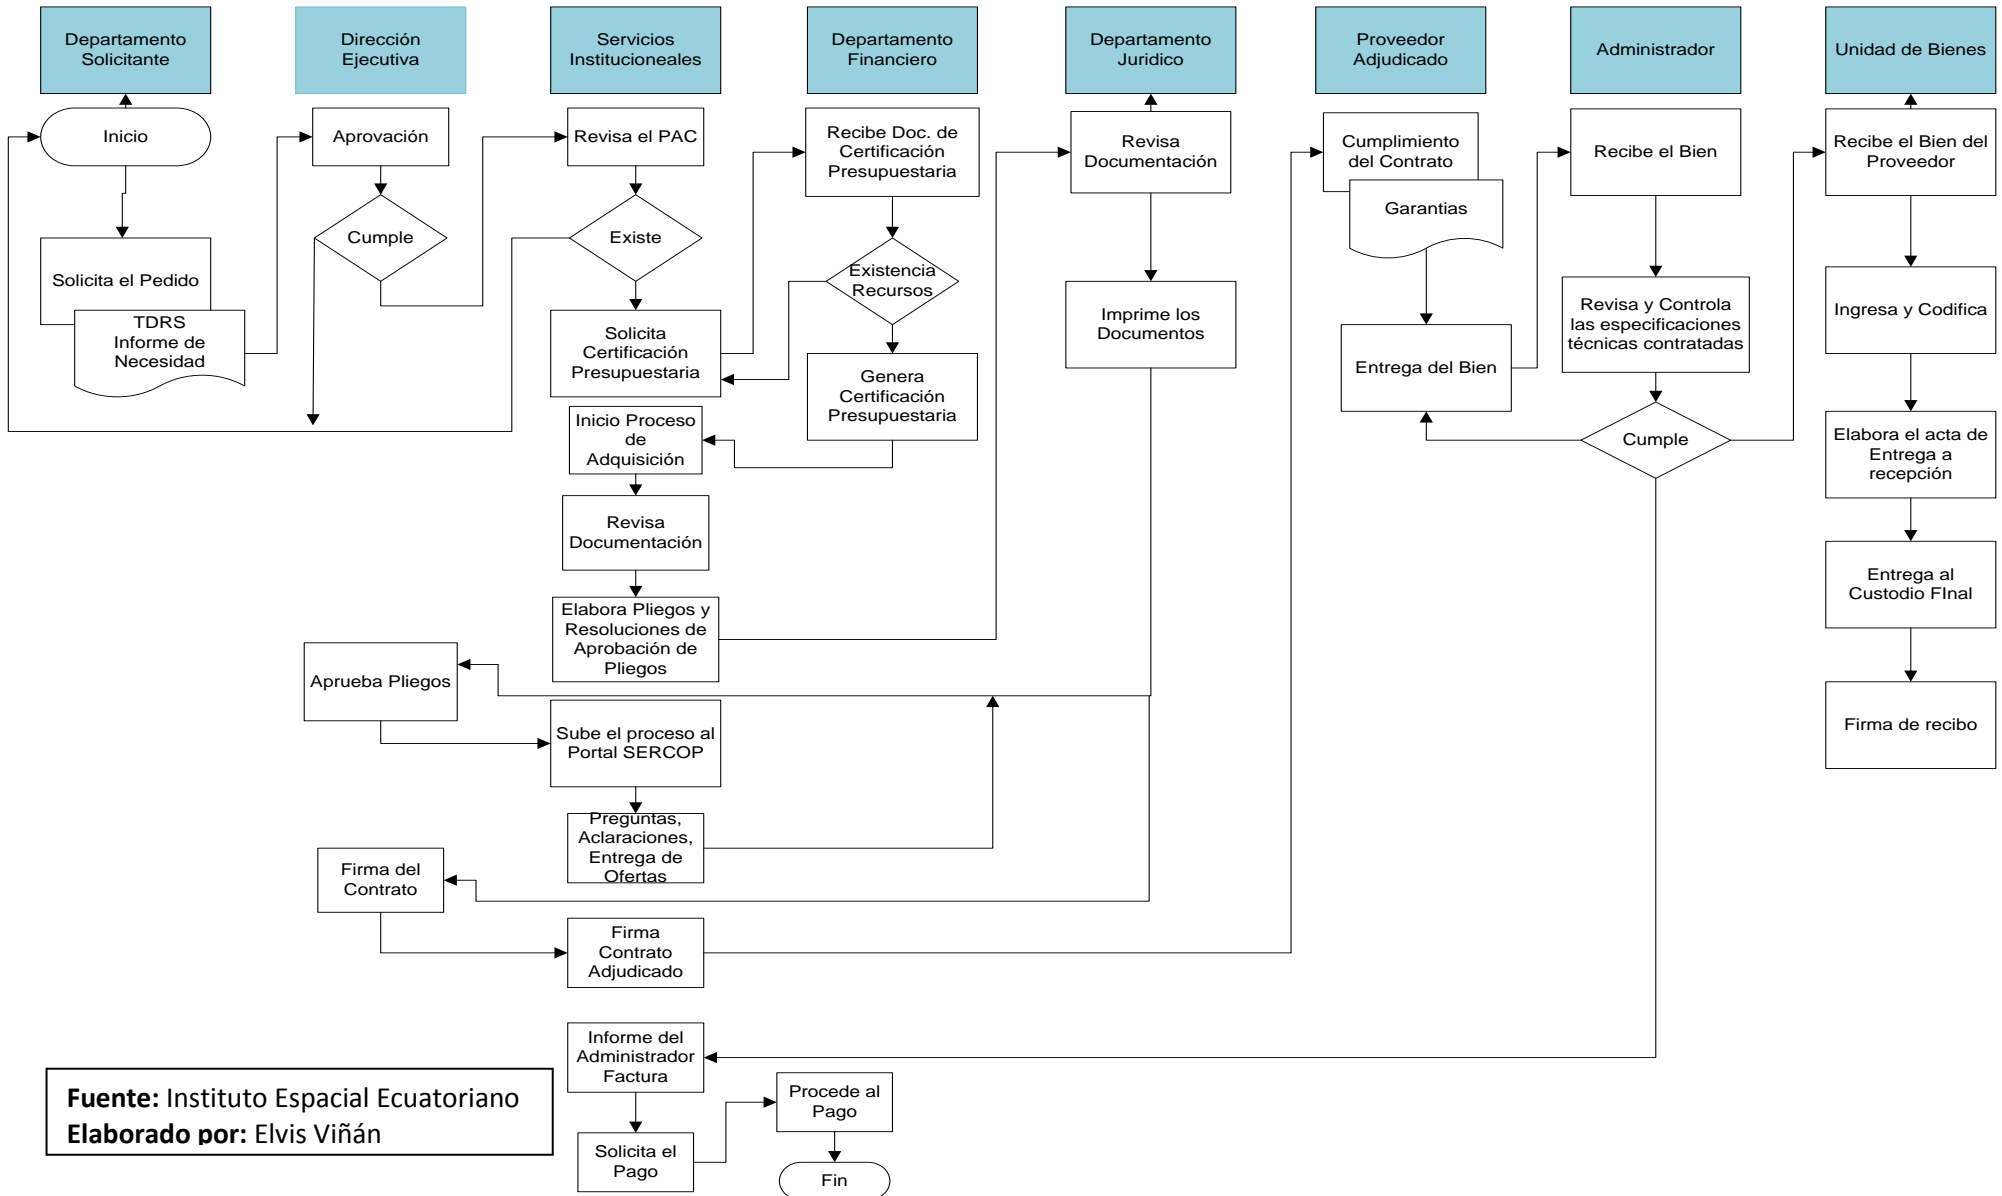 Departamento
Solicitante
Dirección
Ejecutiva
Servicios
Institucioneales
Departamento
Financiero
Departamento
Juridico
Proveedor
Adjudicado
Administrador
Unidad de Bienes
Inicio
Solicita el Pedido
TDRS
Informe de
Necesidad
Aprovación
Cumple
Revisa el PAC
Existe
Solicita
Certificación
Presupuestaria
Recibe Doc. de
Certificación
Presupuestaria
Existencia
Recursos
Genera
Certificación
Presupuestaria
Inicio Proceso
de
Adquisición
Revisa
Documentación
Elabora Pliegos y
Resoluciones de
Aprobación de
Pliegos
Revisa
Documentación
Imprime los
Documentos
Aprueba Pliegos
Sube el proceso al
Portal SERCOP
Preguntas,
Aclaraciones,
Entrega de
Ofertas
Firma del
Contrato
Firma
Contrato
Adjudicado
Cumplimiento
del Contrato
Garantias
Entrega del Bien
Recibe el Bien
Revisa y Controla
las especificaciones
técnicas contratadas
Cumple
Recibe el Bien del
Proveedor
Ingresa y Codifica
Elabora el acta de
Entrega a
recepción
Entrega al
Custodio FInal
Firma de recibo
Informe del
Administrador
Factura
Solicita el
Pago
Procede al
Pago
Fin
Fuente: Instituto Espacial Ecuatoriano
Elaborado por: Elvis Viñán